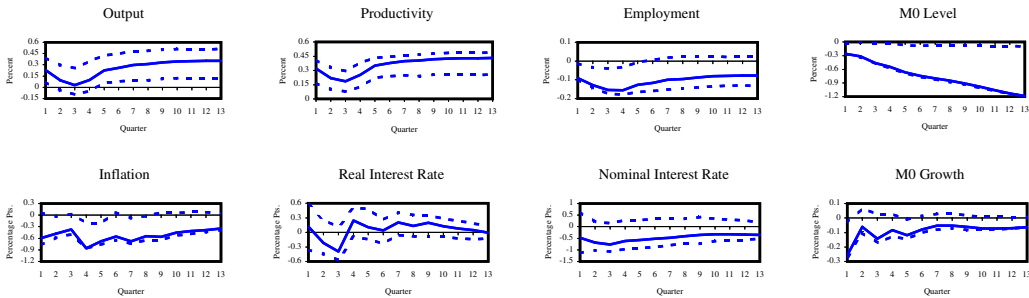 Output
Productivity
Employment
M0 Level
Percent
0.6
0.45
0.3
0.15
0
-0.15
1 2 3 4 5 6 7 8 9 10 11 12 13
Quarter
Percent
0.6
0.4
0.2
0
1 2 3 4 5 6 7 8 9 10 11 12 13
Quarter
Percent
0.1
0
-0.1
-0.2
1 2 3 4 5 6 7 8 9 10 11 12 13
Quarter
Percent
0
-0.3
-0.6
-0.9
-1.2
1 2 3 4 5 6 7 8 9 10 11 12 13
Quarter
Inflation
Real Interest Rate
Nominal Interest Rate
M0 Growth
Percentage Pts.
0.3
0
-0.3
-0.6
-0.9
-1.2
1 2 3 4 5 6 7 8 9 10 11 12 13
Quarter
Percentage Pts.
0.6
0.3
0
-0.3
-0.6
1 2 3 4 5 6 7 8 9 10 11 12 13
Quarter
Percentage Pts.
1
0.5
0
-0.5
-1
-1.5
1 2 3 4 5 6 7 8 9 10 11 12 13
Quarter
Percentage Pts.
0.1
0
-0.1
-0.2
-0.3
1 2 3 4 5 6 7 8 9 10 11 12 13
Quarter